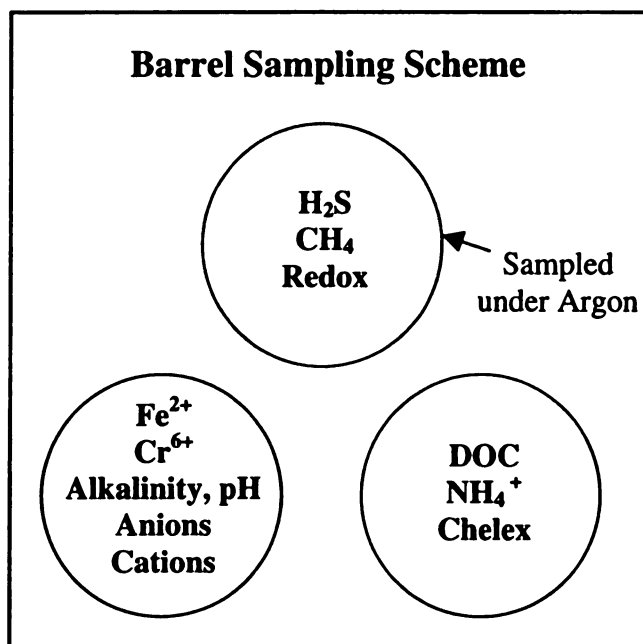 Barrel Sampling Scheme
H₂S
CH₄
Redox
Sampled
under Argon
Fe²⁺
Cr⁶⁺
Alkalinity, pH
Anions
Cations
DOC
NH₄⁺
Chelex